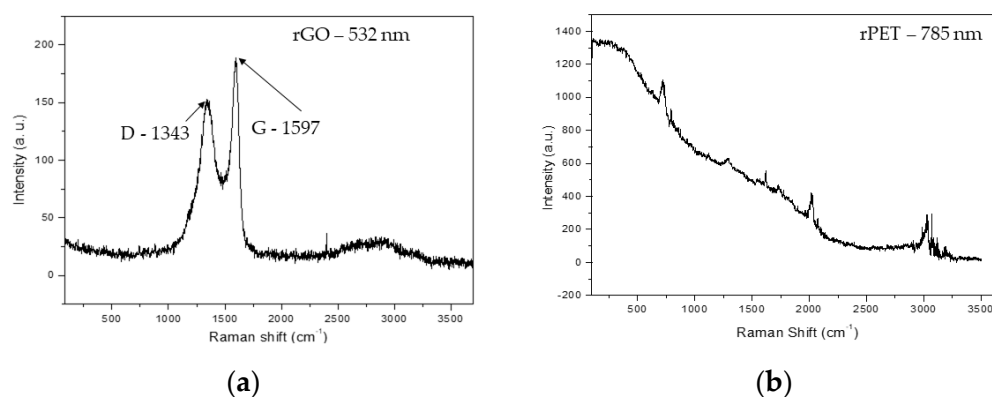 rGO – 532 nm
200
150
100
50
0
D - 1343
G - 1597
Intensity (a. u.)
500 1000 1500 2000 2500 3000 3500
Raman shift (cm-1)
(a)
rPET – 785 nm
1400
1200
1000
800
600
400
200
0
-200
Intensity (a.u.)
500 1000 1500 2000 2500 3000 3500
Raman Shift (cm-1)
(b)